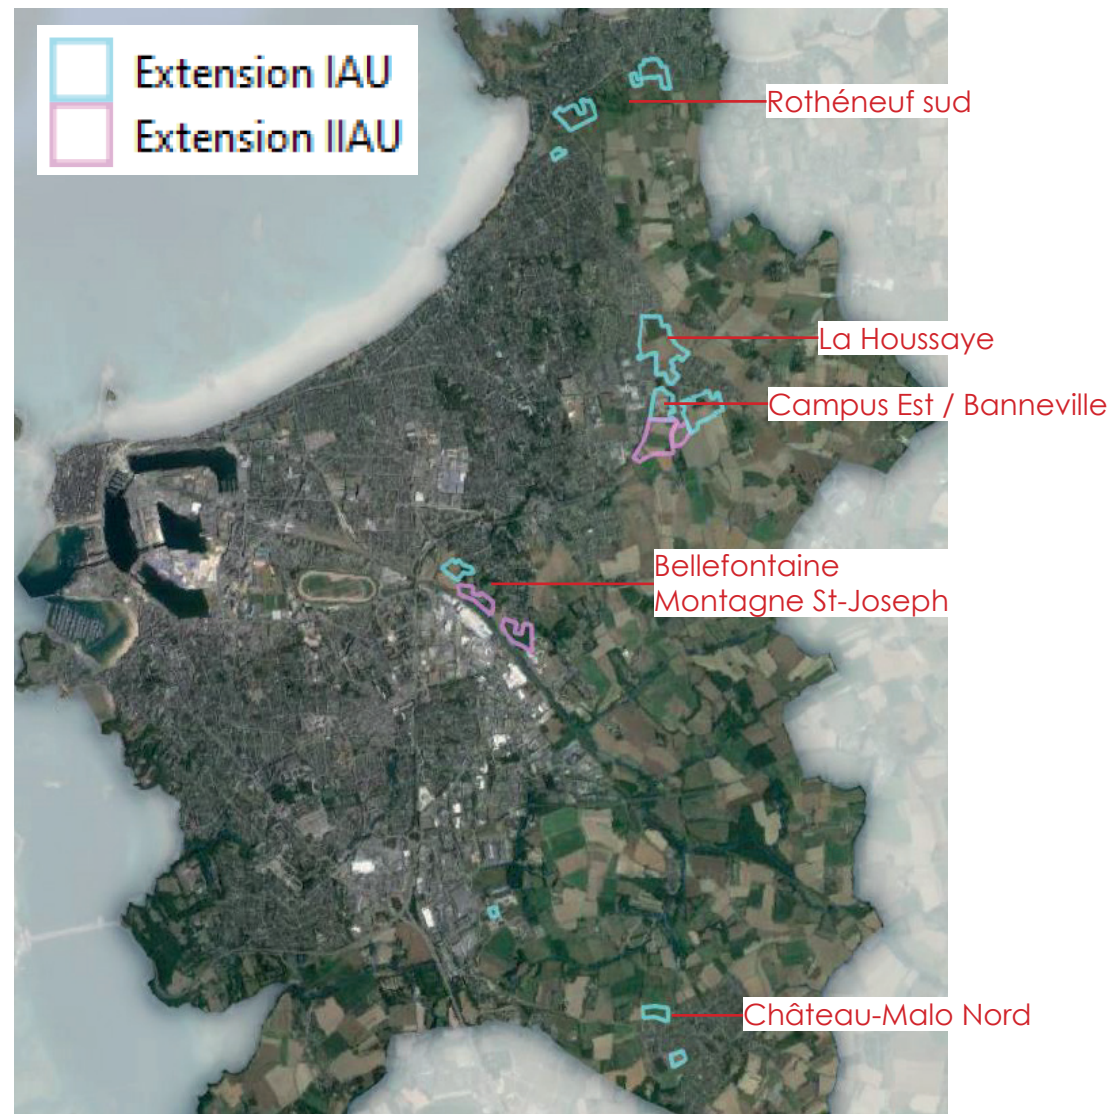 Extension IAU
Extension IIAU
Rothéneuf sud
La Houssaye
Campus Est / Banneville
Bellefontaine
Montagne St-Joseph
Château-Malo Nord